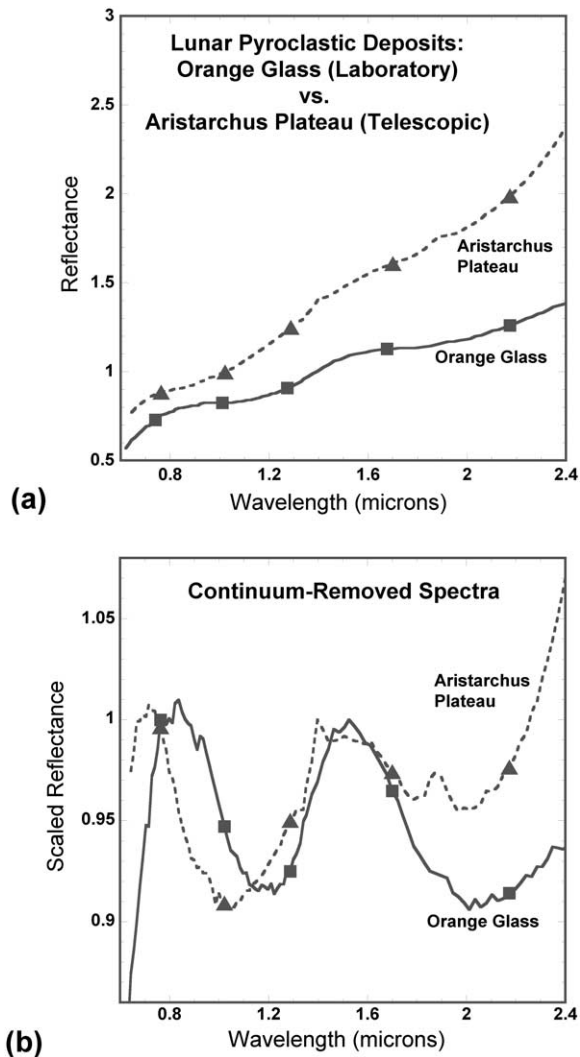 3
Lunar Pyroclastic Deposits:
Orange Glass (Laboratory)
vs.
Aristarchus Plateau (Telescopic)
2.5
Reflectance
2
Aristarchus
Plateau
1.5
Orange Glass
1
0.5
0.8
1.2
1.6
2
2.4
(a)
Wavelength (microns)
Continuum-Removed Spectra
1.05
Aristarchus
Plateau
Scaled Reflectance
1
0.95
0.9
Orange Glass
0.8
1.2
1.6
2
2.4
Wavelength (microns)
(b)